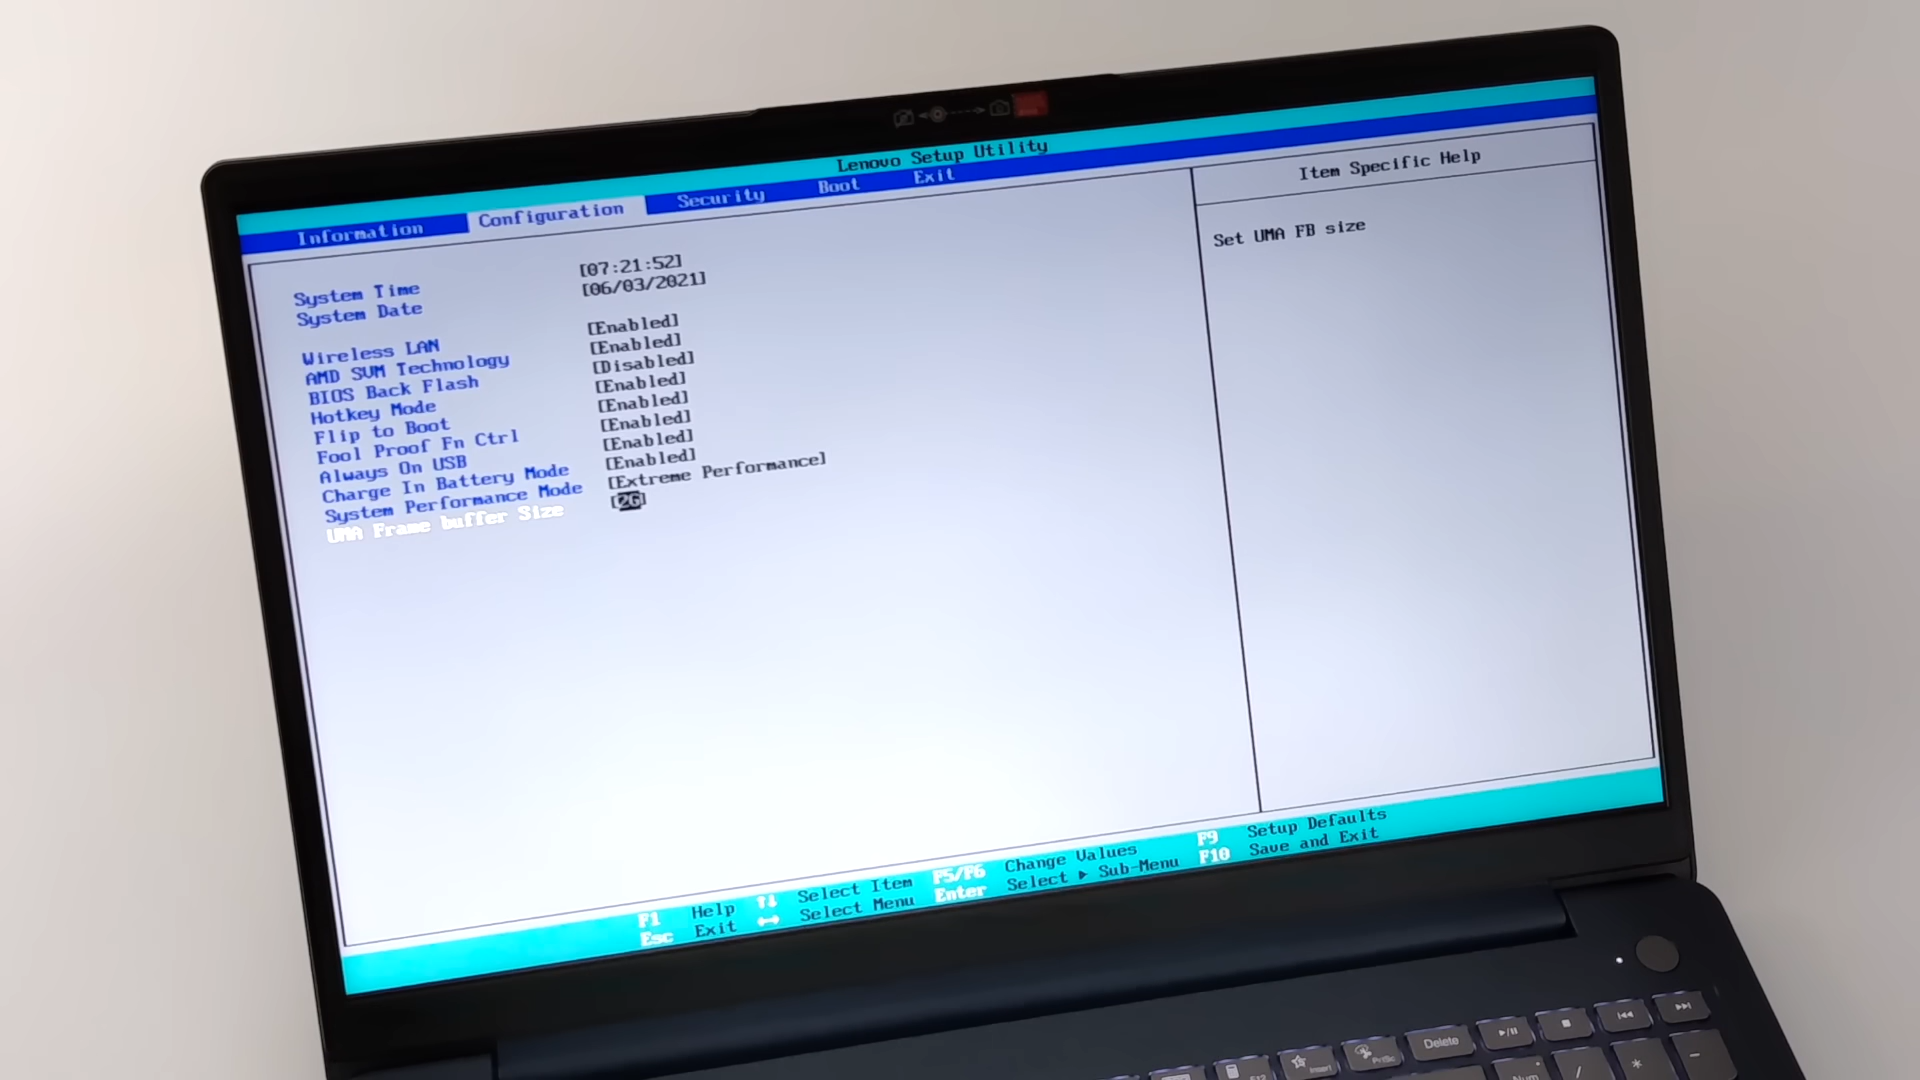 Lenovo Setup Utility
Information Configuration Security Boot Exit
Item Specific Help
System Time [07:21:52]
System Date [06/03/2021]
Wireless LAN [Enabled]
AMD SVM Technology [Enabled]
BIOS Back Flash [Disabled]
Hotkey Mode [Enabled]
Flip to Boot [Enabled]
Fool Proof Fn Ctrl [Enabled]
Always On USB [Enabled]
Charge In Battery Mode [Enabled]
System Performance Mode [Extreme Performance]
UMA Frame buffer Size [2G]
Set UMA FB size
F1 Help ↑↓ Select Item F5/F6 Change Values F9 Setup Defaults
Esc Exit ↔ Select Menu Enter Select ▸ Sub-Menu F10 Save and Exit
F12
Insert
PrtSc
Delete
Num
/
*
-